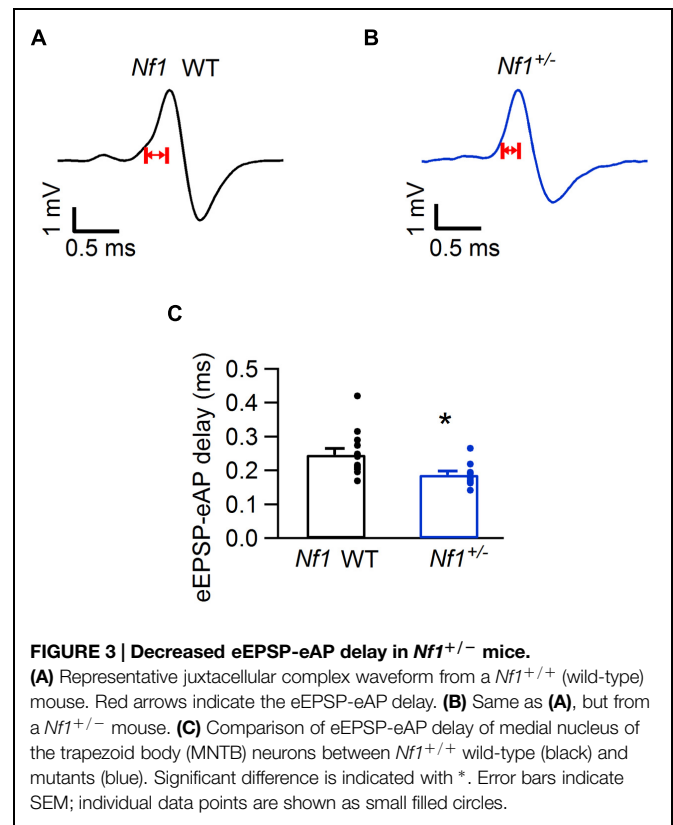 A
B
Nf1 WT
Nf1+/-
1 mV
0.5 ms
1 mV
0.5 ms
C
eEPSP-eAP delay (ms)
0.5
0.4
0.3
0.2
0.1
0.0
*
Nf1 WT
Nf1+/-
FIGURE 3 | Decreased eEPSP-eAP delay in Nf1+/− mice.
(A) Representative juxtacellular complex waveform from a Nf1+/+ (wild-type)
mouse. Red arrows indicate the eEPSP-eAP delay. (B) Same as (A), but from
a Nf1+/− mouse. (C) Comparison of eEPSP-eAP delay of medial nucleus of
the trapezoid body (MNTB) neurons between Nf1+/+ wild-type (black) and
mutants (blue). Significant difference is indicated with *. Error bars indicate
SEM; individual data points are shown as small filled circles.